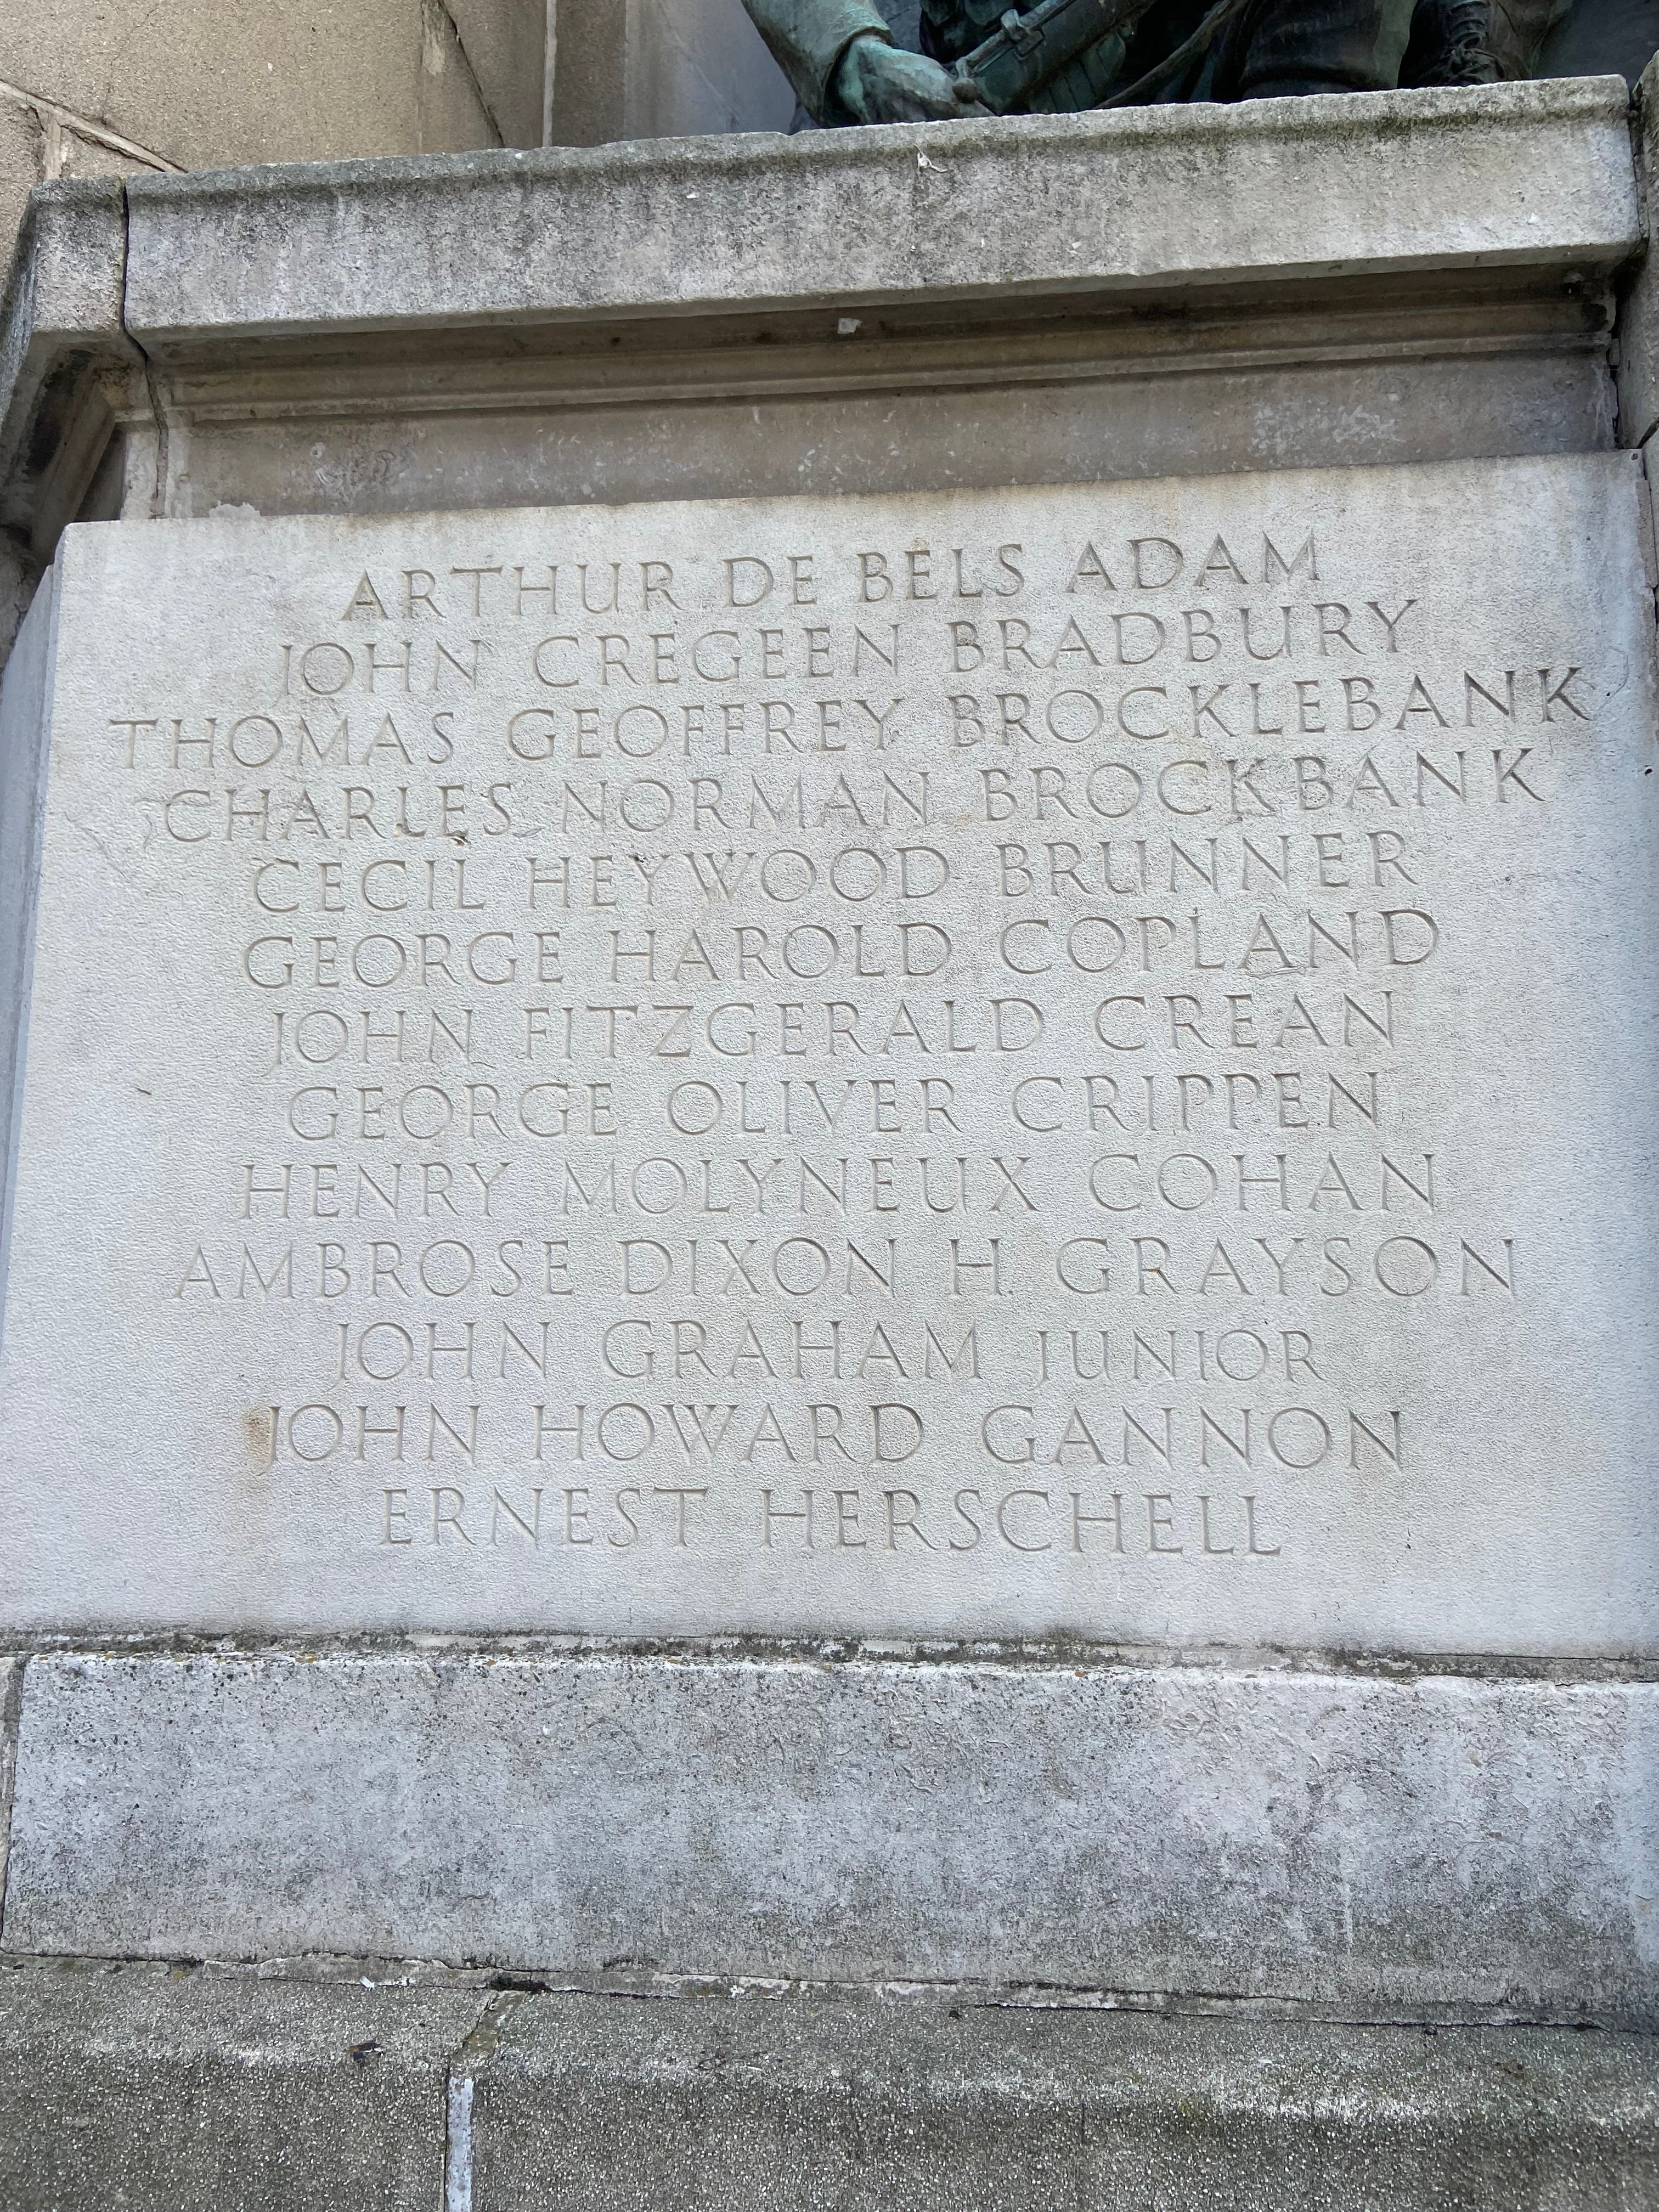 ARTHUR DE BELS ADAM
JOHN CREGEEN BRADBURY
THOMAS GEOFFREY BROCKLEBANK
CHARLES NORMAN BROCKBANK
CECIL HEYWOOD BRUNNER
GEORGE HAROLD COPLAND
JOHN FITZGERALD CREAN
GEORGE OLIVER CRIPPEN
HENRY MOLYNEUX COHAN
AMBROSE DIXON H. GRAYSON
JOHN GRAHAM JUNIOR
JOHN HOWARD GANNON
ERNEST HERSCHELL